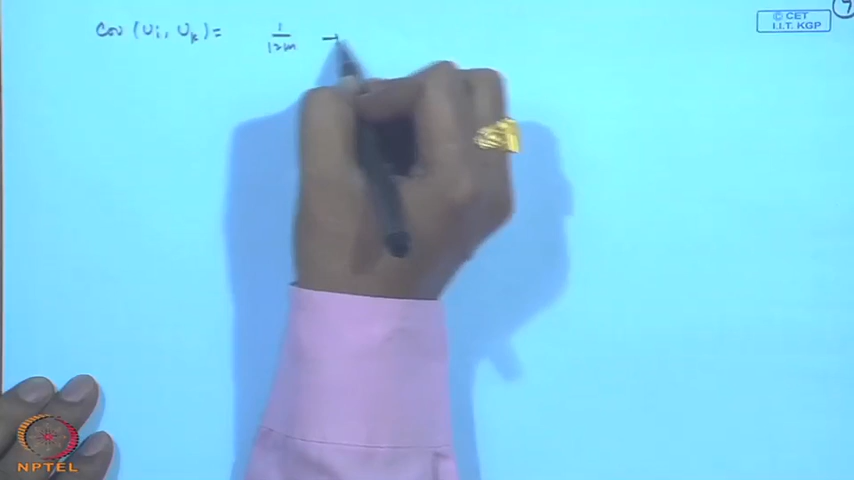 Cov (Ui, Uk) = 1/12m +
© CET
I.I.T. KGP
NPTEL